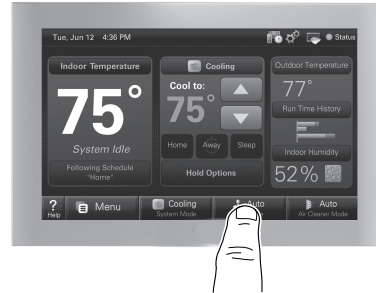 Tue, Jun 12 4:36 PM
Status
Indoor Temperature
75°
System Idle
Following Schedule
"Home"
Cooling
Cool to:
75°
Home Away Sleep
Hold Options
Outdoor Temperature
77°
Run Time History
Indoor Humidity
52%
?
Help
Menu
Cooling
System Mode
Auto
Auto
Air Cleaner Mode